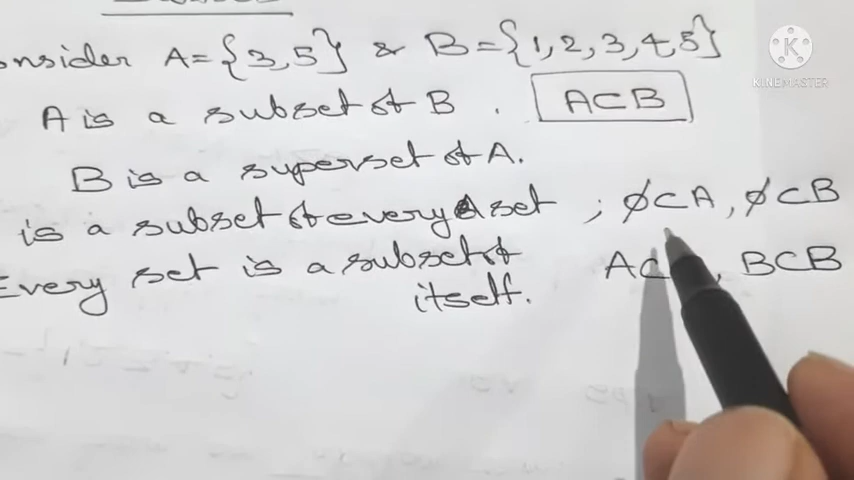 onsider A={3,5} & B={1,2,3,4,5}
A is a subset of B . A⊂B
B is a superset of A.
is a subset of every set ; ϕ⊂A, ϕ⊂B
Every set is a subset of itself. A⊂ , B⊂B
KINEMASTER